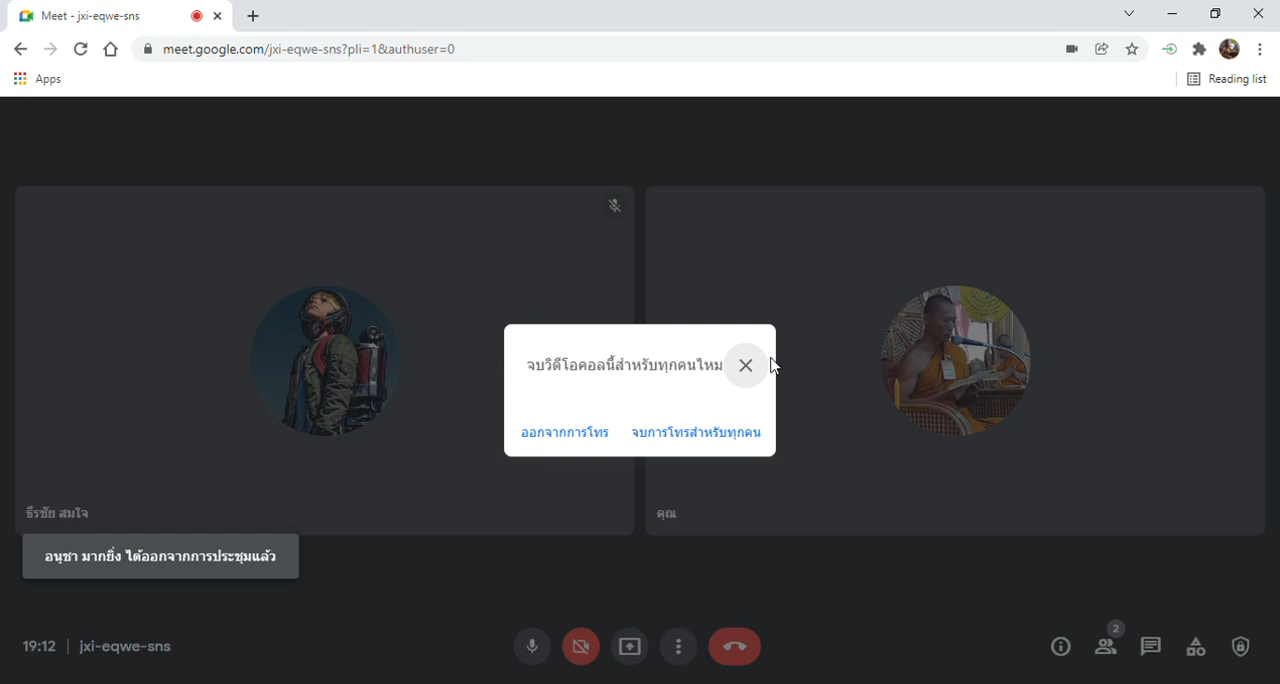 Meet - jxi-eqwe-sns
meet.google.com/jxi-eqwe-sns?pli=1&authuser=0
Apps
Reading list
จบวิดีโอคอลนี้สำหรับทุกคนไหม
ออกจากการโทร จบการโทรสำหรับทุกคน
ธีรชัย สมใจ
คุณ
อนุชา มากยิ่ง ได้ออกจากการประชุมแล้ว
2
19:12 | jxi-eqwe-sns